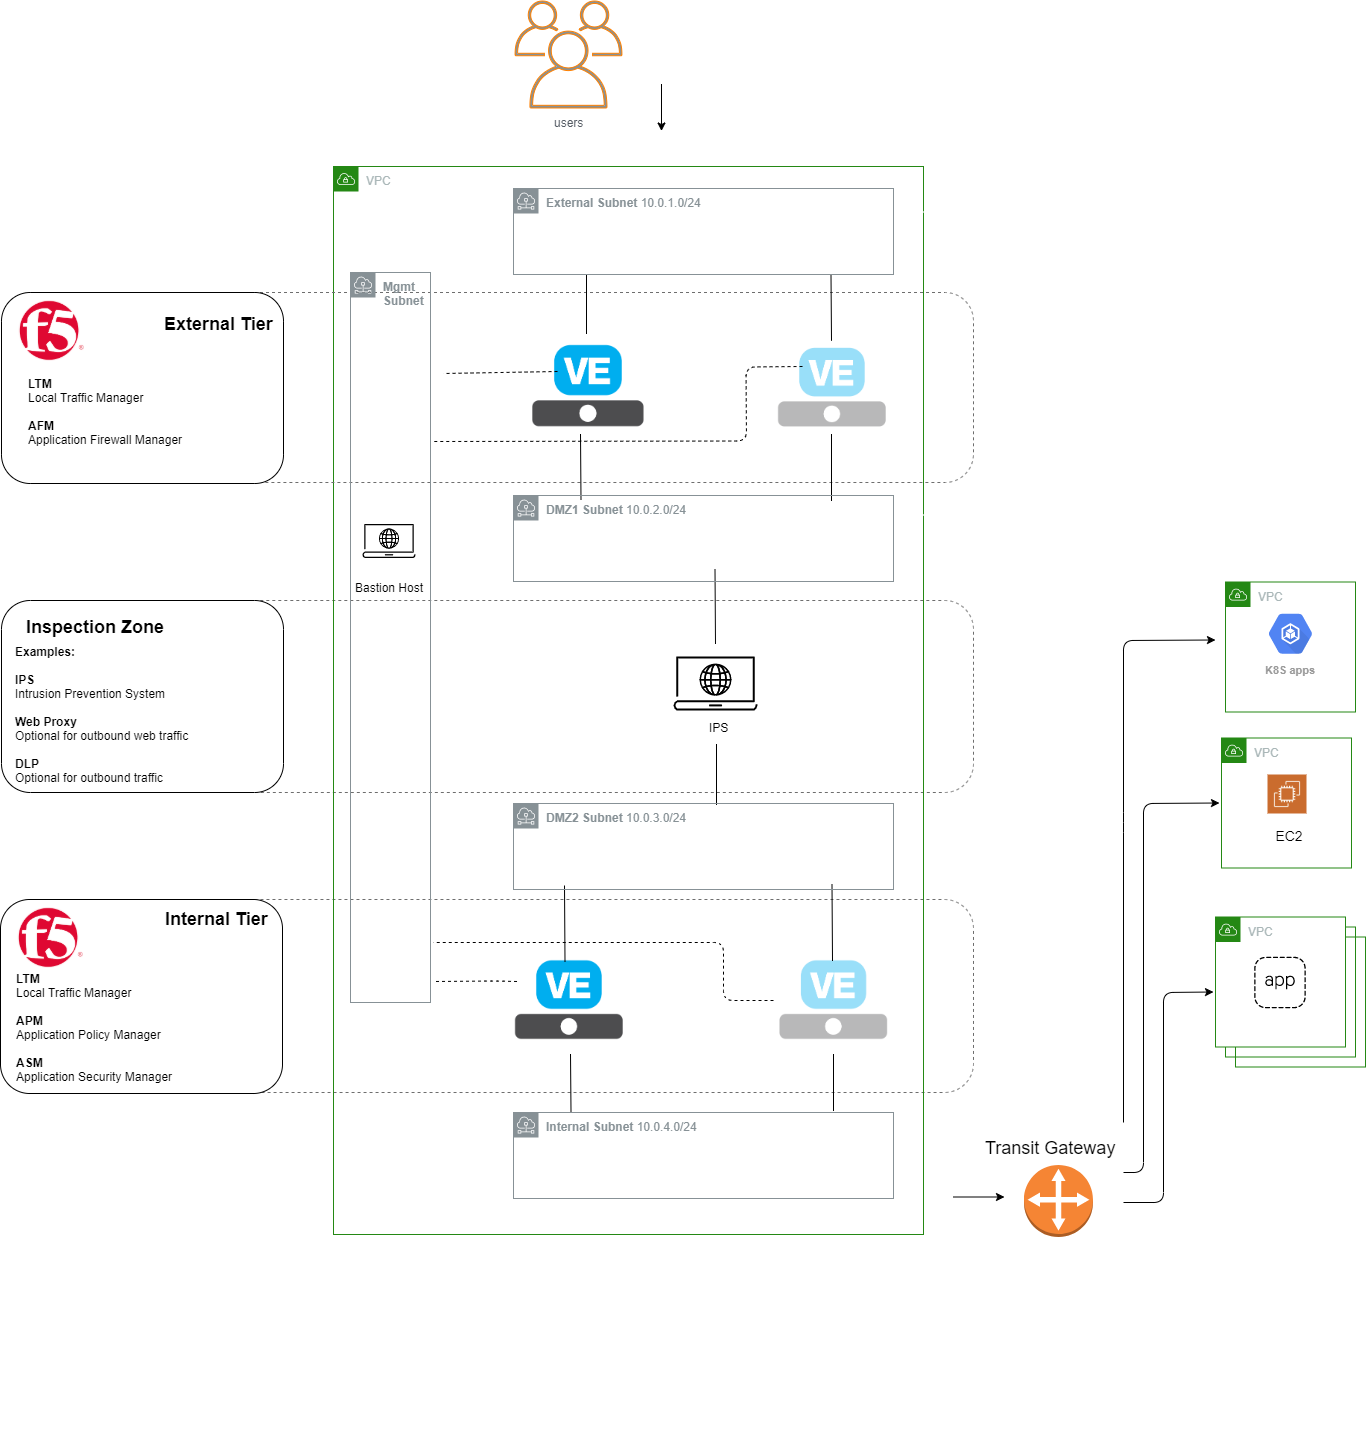 users
VPC
External Subnet 10.0.1.0/24
Mgmt
Subnet
f5
External Tier
LTM
Local Traffic Manager
AFM
Application Firewall Manager
VE
VE
DMZ1 Subnet 10.0.2.0/24
Bastion Host
Inspection Zone
Examples:
IPS
Intrusion Prevention System
Web Proxy
Optional for outbound web traffic
DLP
Optional for outbound traffic
IPS
VPC
K8S apps
VPC
EC2
DMZ2 Subnet 10.0.3.0/24
f5
Internal Tier
LTM
Local Traffic Manager
APM
Application Policy Manager
ASM
Application Security Manager
VE
VE
VPC
app
Internal Subnet 10.0.4.0/24
Transit Gateway